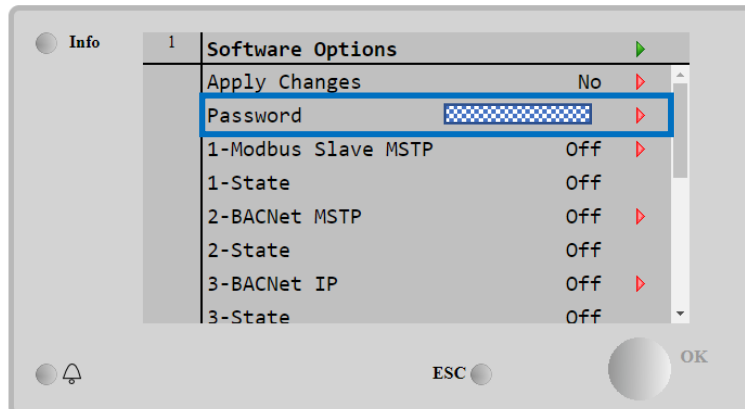 Info
1 Software Options
Apply Changes No
Password
1-Modbus Slave MSTP Off
1-State Off
2-BACNet MSTP Off
2-State Off
3-BACNet IP Off
3-State Off
ESC
OK